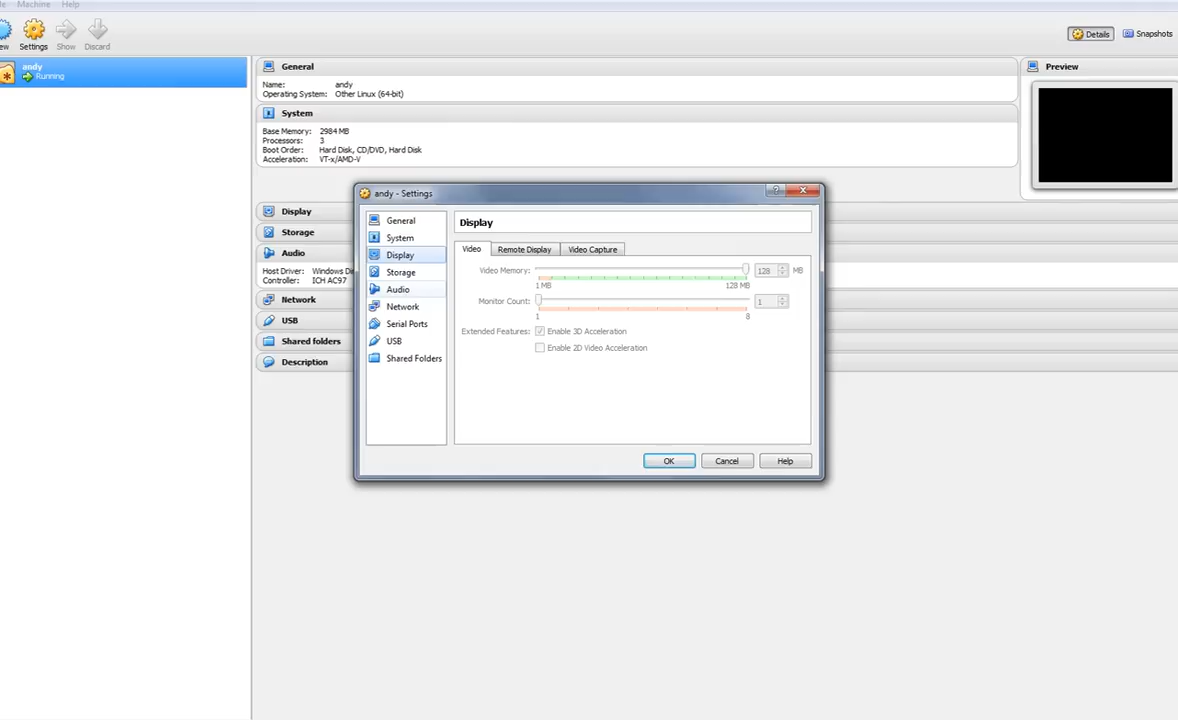 Machine Help
Settings Show Discard
Details Snapshots
andy
Running
General
Name: andy
Operating System: Other Linux (64-bit)
System
Base Memory: 2984 MB
Processors: 3
Boot Order: Hard Disk, CD/DVD, Hard Disk
Acceleration: VT-x/AMD-V
Preview
Display
Storage
Audio
Host Driver: Windows
Controller: ICH AC97
Network
USB
Shared folders
Description
andy - Settings
General
System
Display
Storage
Audio
Network
Serial Ports
USB
Shared Folders
Display
Video Remote Display Video Capture
Video Memory: 128 MB
1 MB 128 MB
Monitor Count: 1
1 8
Extended Features: Enable 3D Acceleration
Enable 2D Video Acceleration
OK Cancel Help